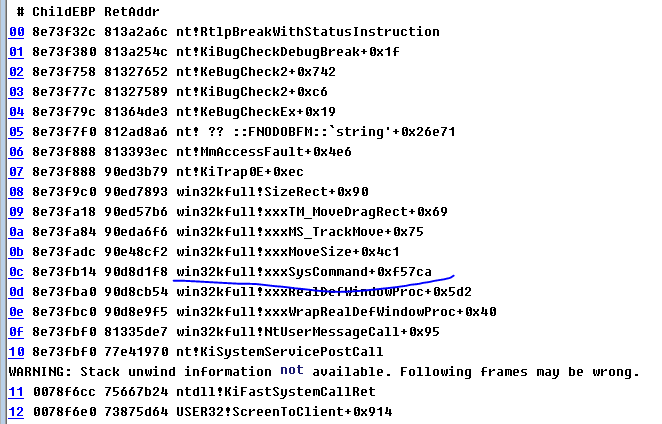 # ChildEBP RetAddr
00 8e73f32c 813a2a6c nt!RtlpBreakWithStatusInstruction
01 8e73f380 813a254c nt!KiBugCheckDebugBreak+0x1f
02 8e73f758 81327652 nt!KeBugCheck2+0x742
03 8e73f77c 81327589 nt!KiBugCheck2+0xc6
04 8e73f79c 81364de3 nt!KeBugCheckEx+0x19
05 8e73f7f0 812ad8a6 nt! ?? ::FNODOBFM::`string'+0x26e71
06 8e73f888 813393ec nt!MmAccessFault+0x4e6
07 8e73f888 90ed3b79 nt!KiTrap0E+0xec
08 8e73f9c0 90ed7893 win32kfull!SizeRect+0x90
09 8e73fa18 90ed57b6 win32kfull!xxxTM_MoveDragRect+0x69
0a 8e73fa84 90eda6f6 win32kfull!xxxMS_TrackMove+0x75
0b 8e73fadc 90e48cf2 win32kfull!xxxMoveSize+0x4c1
0c 8e73fb14 90d8d1f8 win32kfull!xxxSysCommand+0xf57ca
0d 8e73fba0 90d8cb54 win32kfull!xxxRealDefWindowProc+0x5d2
0e 8e73fbc0 90d8e9f5 win32kfull!xxxWrapRealDefWindowProc+0x40
0f 8e73fbf0 81335de7 win32kfull!NtUserMessageCall+0x95
10 8e73fbf0 77e41970 nt!KiSystemServicePostCall
WARNING: Stack unwind information not available. Following frames may be wrong.
11 0078f6cc 75667b24 ntdll!KiFastSystemCallRet
12 0078f6e0 73875d64 USER32!ScreenToClient+0x914